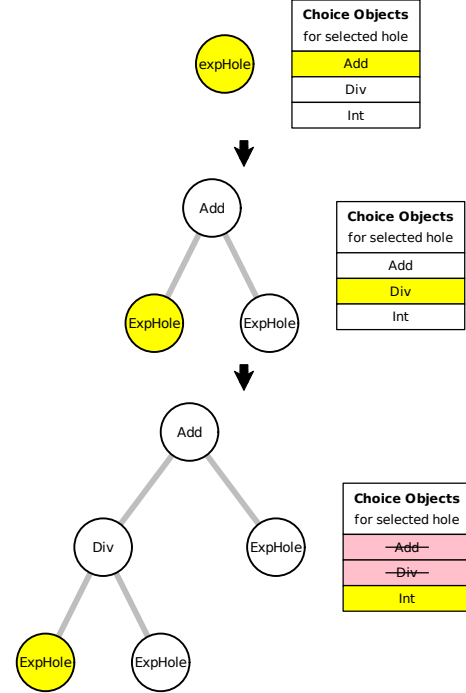 expHole
Choice Objects
for selected hole
Add
Div
Int
Add
ExpHole
ExpHole
Choice Objects
for selected hole
Add
Div
Int
Add
Div
ExpHole
ExpHole
ExpHole
Choice Objects
for selected hole
Add
Div
Int